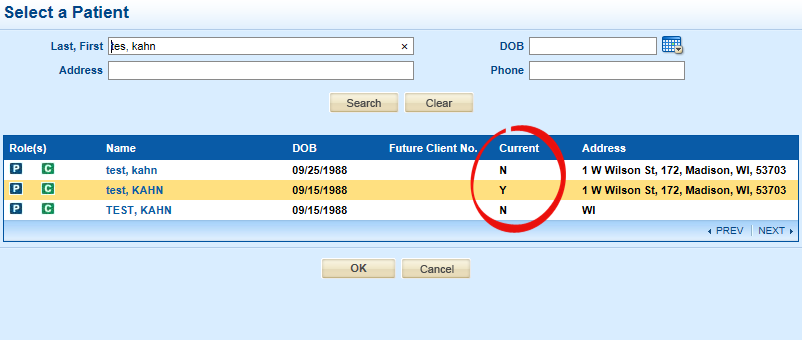 Select a Patient
Last, First tes, kahn × DOB
Address Phone
Search Clear
Role(s) Name DOB Future Client No. Current Address
P C test, kahn 09/25/1988 N 1 W Wilson St, 172, Madison, WI, 53703
P C test, KAHN 09/15/1988 Y 1 W Wilson St, 172, Madison, WI, 53703
P C TEST, KAHN 09/15/1988 N WI
PREV NEXT
OK Cancel